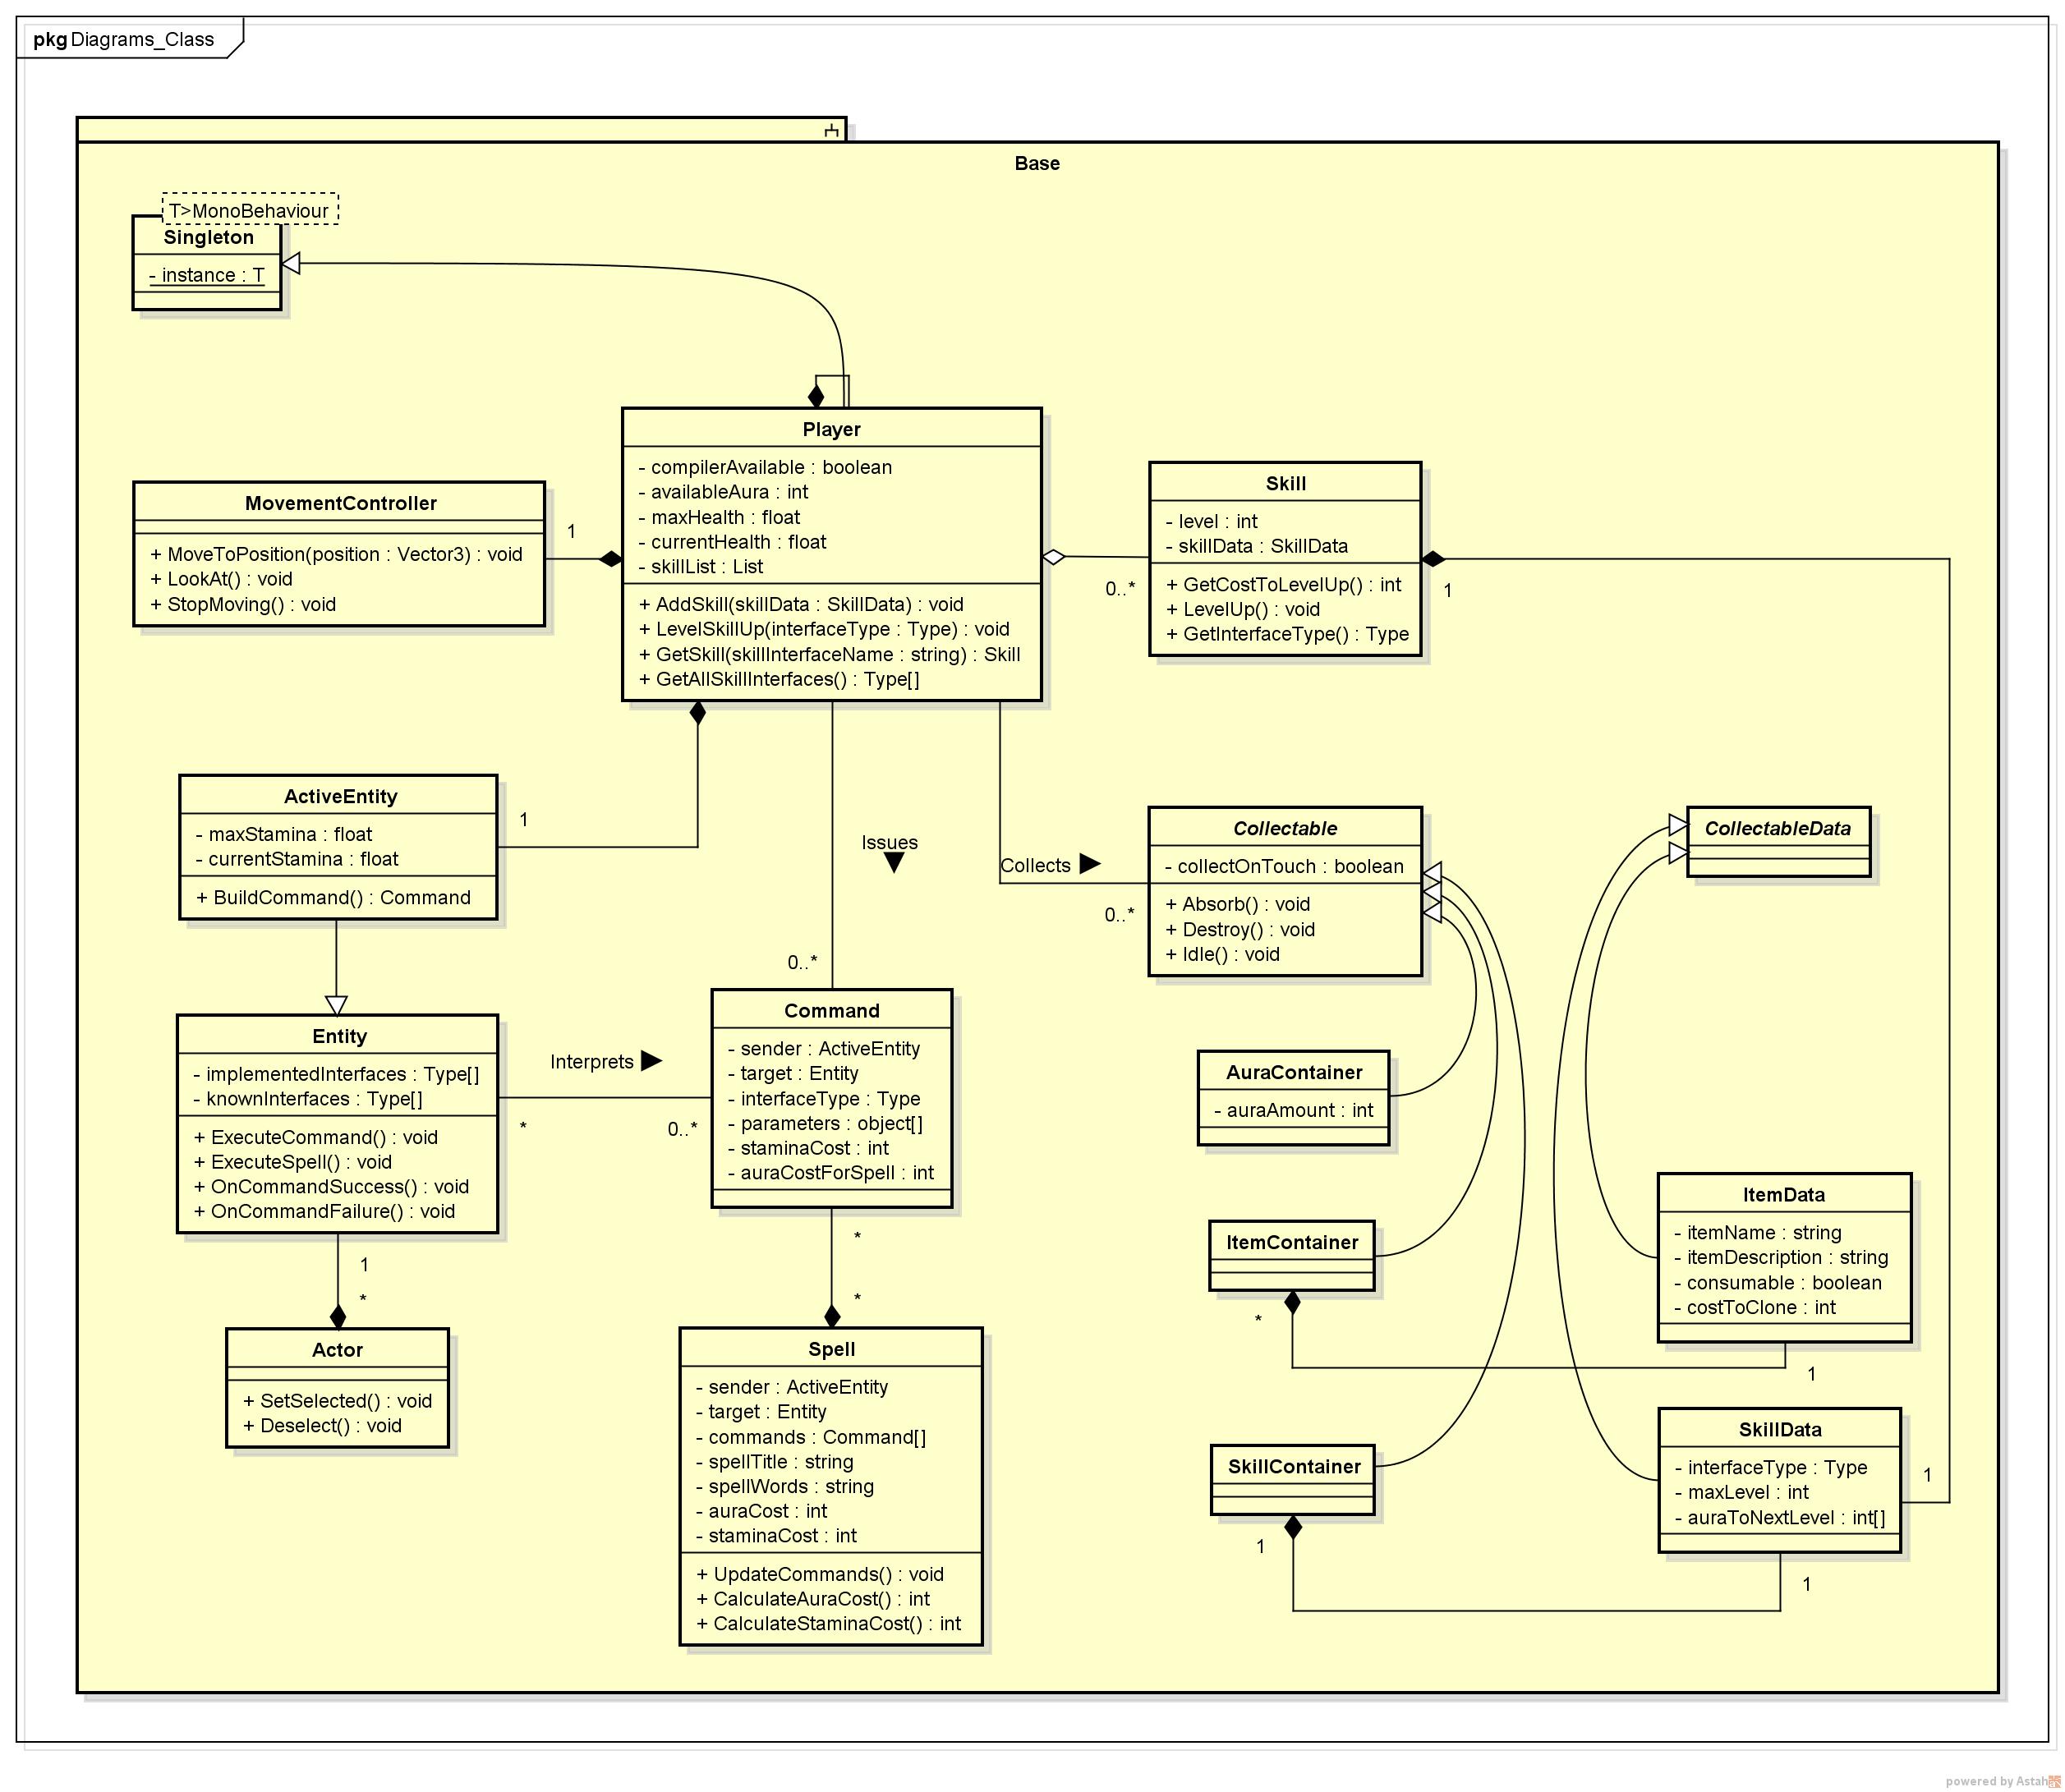 pkg Diagrams_Class
Base
T>MonoBehaviour
Singleton
- instance : T
Player
- compilerAvailable : boolean
- availableAura : int
- maxHealth : float
- currentHealth : float
- skillList : List
+ AddSkill(skillData : SkillData) : void
+ LevelSkillUp(interfaceType : Type) : void
+ GetSkill(skillInterfaceName : string) : Skill
+ GetAllSkillInterfaces() : Type[]
MovementController
+ MoveToPosition(position : Vector3) : void
+ LookAt() : void
+ StopMoving() : void
1
Skill
- level : int
- skillData : SkillData
+ GetCostToLevelUp() : int
+ LevelUp() : void
+ GetInterfaceType() : Type
0..*
1
ActiveEntity
- maxStamina : float
- currentStamina : float
+ BuildCommand() : Command
1
Issues
0..*
Collects
0..*
Collectable
- collectOnTouch : boolean
+ Absorb() : void
+ Destroy() : void
+ Idle() : void
CollectableData
Entity
- implementedInterfaces : Type[]
- knownInterfaces : Type[]
+ ExecuteCommand() : void
+ ExecuteSpell() : void
+ OnCommandSuccess() : void
+ OnCommandFailure() : void
Interprets
*
0..*
Command
- sender : ActiveEntity
- target : Entity
- interfaceType : Type
- parameters : object[]
- staminaCost : int
- auraCostForSpell : int
AuraContainer
- auraAmount : int
ItemContainer
*
ItemData
- itemName : string
- itemDescription : string
- consumable : boolean
- costToClone : int
1
1
*
Actor
+ SetSelected() : void
+ Deselect() : void
*
*
Spell
- sender : ActiveEntity
- target : Entity
- commands : Command[]
- spellTitle : string
- spellWords : string
- auraCost : int
- staminaCost : int
+ UpdateCommands() : void
+ CalculateAuraCost() : int
+ CalculateStaminaCost() : int
SkillContainer
1
SkillData
- interfaceType : Type
- maxLevel : int
- auraToNextLevel : int[]
1
1
powered by Astah